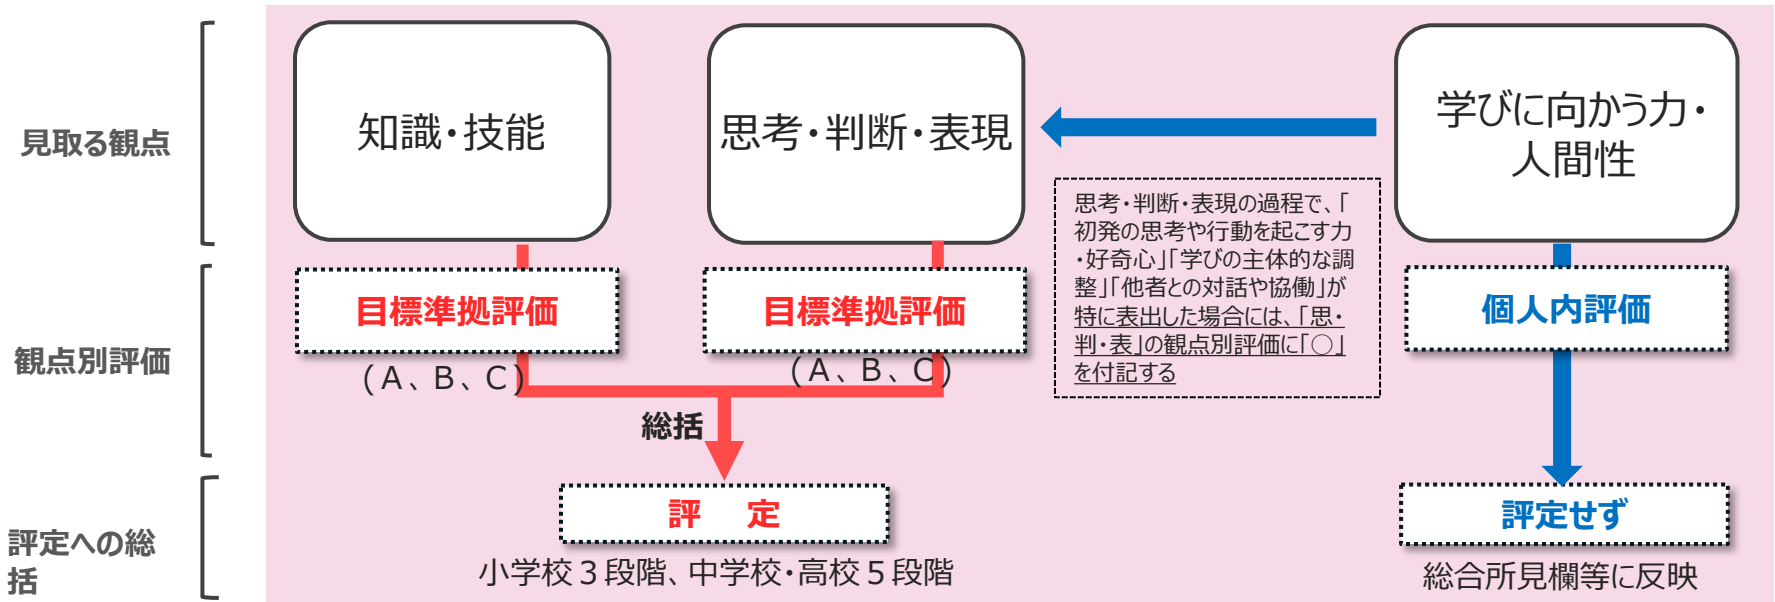 見取る観点
知識・技能
思考・判断・表現
学びに向かう力・
人間性
思考・判断・表現の過程で、「
初発の思考や行動を起こす力
・好奇心」「学びの主体的な調
整」「他者との対話や協働」が
特に表出した場合には、「思・
判・表」の観点別評価に「○」
を付記する
観点別評価
目標準拠評価
(A、B、C)
目標準拠評価
(A、B、C)
個人内評価
総括
評定への総
括
評 定
小学校3段階、中学校・高校5段階
評定せず
総合所見欄等に反映